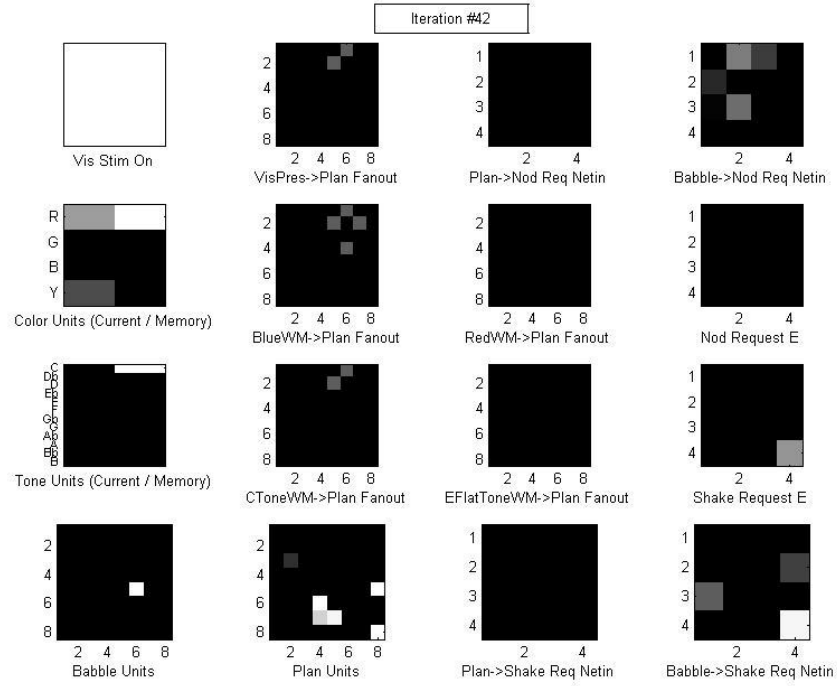 Iteration #42
2
4
6
8
2 4 6 8
1
2
3
4
2 4
1
2
3
4
2 4
Vis Stim On
VisPres->Plan Fanout
Plan->Nod Req Netin
Babble->Nod Req Netin
R
G
B
Y
2
4
6
8
2 4 6 8
2
4
6
8
2 4 6 8
1
2
3
4
2 4
Color Units (Current / Memory)
BlueWM->Plan Fanout
RedWM->Plan Fanout
Nod Request E
C
Db
D
Eb
E
F
Gb
G
Ab
A
Bb
B
2
4
6
8
2 4 6 8
2
4
6
8
2 4 6 8
1
2
3
4
2 4
Tone Units (Current / Memory)
CToneWM->Plan Fanout
EFlatToneWM->Plan Fanout
Shake Request E
2
4
6
8
2 4 6 8
2
4
6
8
2 4 6 8
1
2
3
4
2 4
1
2
3
4
2 4
Babble Units
Plan Units
Plan->Shake Req Netin
Babble->Shake Req Netin